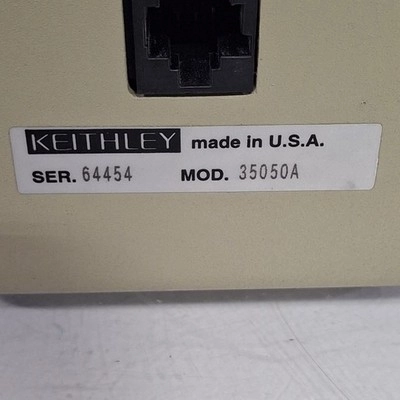 KEITHLEY made in U.S.A.
SER. 64454 MOD. 35050A